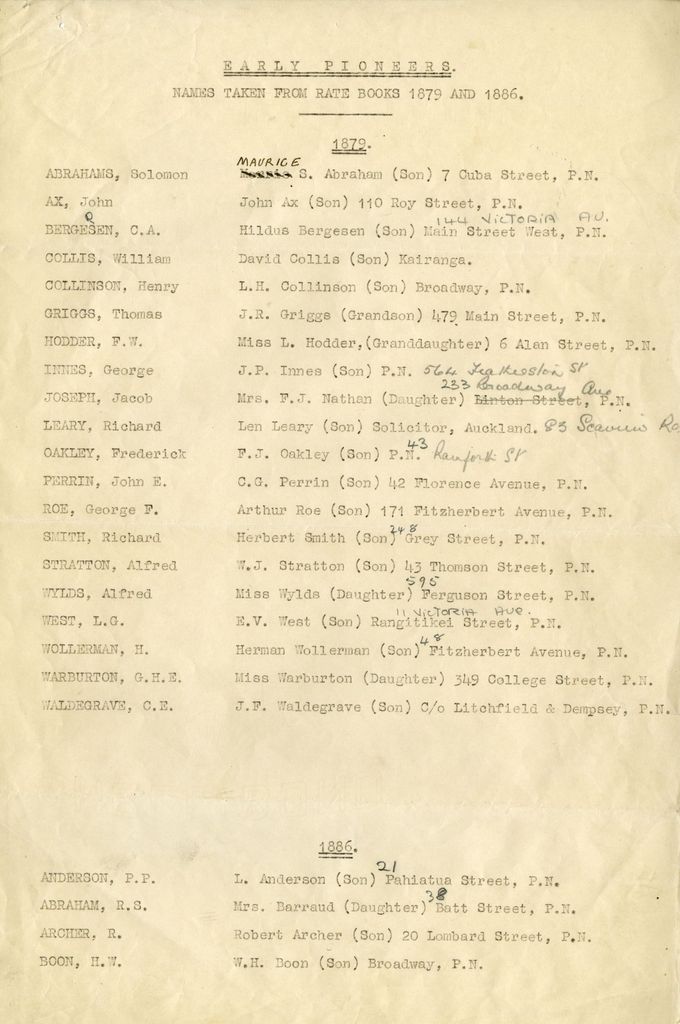 EARLY PIONEERS.
NAMES TAKEN FROM RATE BOOKS 1879 AND 1886.
1879.
MAURICE
ABRAHAMS, Solomon Morris S. Abraham (Son) 7 Cuba Street, P.N.
AX, John John Ax (Son) 110 Roy Street, P.N.
144 VICTORIA AV.
BERGESEN, C.A. Hildus Bergesen (Son) Main Street West, P.N.
COLLIS, William David Collis (Son) Kairanga.
COLLINSON, Henry L.H. Collinson (Son) Broadway, P.N.
GRIGGS, Thomas J.R. Griggs (Grandson) 479 Main Street, P.N.
HODDER, F.W. Miss L. Hodder, (Granddaughter) 6 Alan Street, P.N.
INNES, George J.P. Innes (Son) P.N. 564 Featherston St
233 Broadway Ave
JOSEPH, Jacob Mrs. F.J. Nathan (Daughter) Linton Street, P.N.
LEARY, Richard Len Leary (Son) Solicitor, Auckland. 83
OAKLEY, Frederick F.J. Oakley (Son) P.N. 43 Ranfork St
PERRIN, John E. C.G. Perrin (Son) 42 Florence Avenue, P.N.
ROE, George F. Arthur Roe (Son) 171 Fitzherbert Avenue, P.N.
SMITH, Richard Herbert Smith (Son) 248 Grey Street, P.N.
STRATTON, Alfred W.J. Stratton (Son) 43 Thomson Street, P.N.
WYLDS, Alfred Miss Wylds (Daughter) 595 Ferguson Street, P.N.
11 VICTORIA AVE.
WEST, L.G. E.V. West (Son) Rangitikei Street, P.N.
WOLLERMAN, H. Herman Wollerman (Son) 48 Fitzherbert Avenue, P.N.
WARBURTON, G.H.E. Miss Warburton (Daughter) 349 College Street, P.N.
WALDEGRAVE, C.E. J.F. Waldegrave (Son) C/o Litchfield & Dempsey, P.N.
1886.
ANDERSON, P.P. L. Anderson (Son) 21 Pahiatua Street, P.N.
ABRAHAM, R.S. Mrs. Barraud (Daughter) 38 Batt Street, P.N.
ARCHER, R. Robert Archer (Son) 20 Lombard Street, P.N.
BOON, H.W. W.H. Boon (Son) Broadway, P.N.